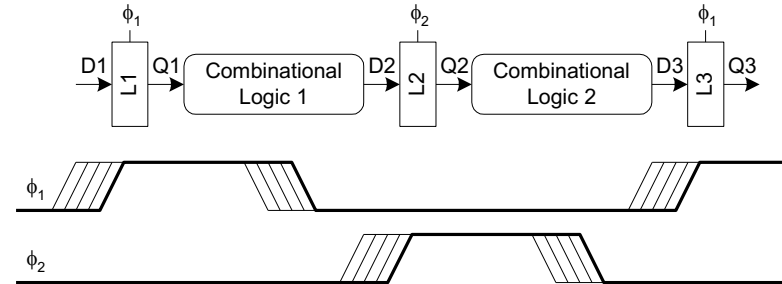 ϕ₁ ϕ₂ ϕ₁
D1 L1 Q1 Combinational Logic 1 D2 L2 Q2 Combinational Logic 2 D3 L3 Q3
ϕ₁
ϕ₂